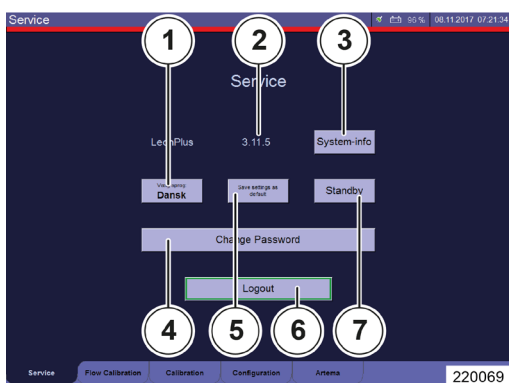 Service 96 % 08.11.2017 07:21:34
1 2 3
Service
3.11.5 System-info
Dansk
Save settings as
default
Standby
Change Password
Logout
4 5 6 7
Service Flow Calibration Calibration Configuration Artema
220069